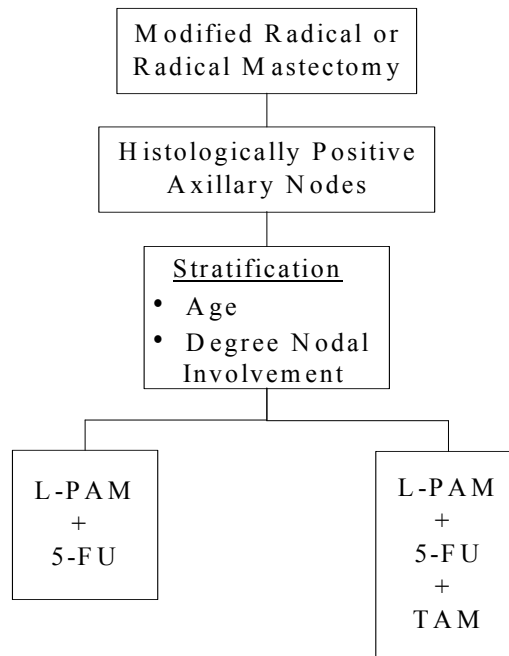 Modified Radical or
Radical Mastectomy
Histologically Positive
Axillary Nodes
Stratification
• Age
• Degree Nodal
Involvement
L-PAM
+
5-FU
L-PAM
+
5-FU
+
TAM